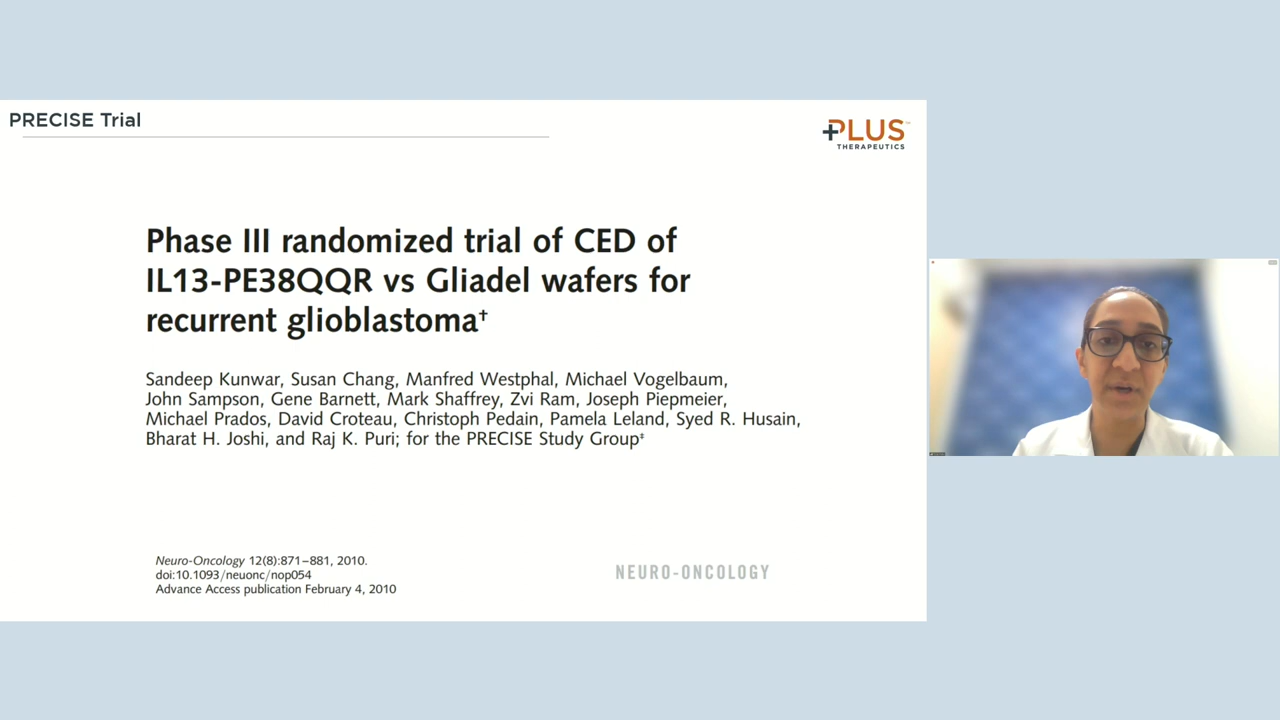 PRECISE Trial
PLUS
THERAPEUTICS
Phase III randomized trial of CED of
IL13-PE38QQR vs Gliadel wafers for
recurrent glioblastoma†
Sandeep Kunwar, Susan Chang, Manfred Westphal, Michael Vogelbaum,
John Sampson, Gene Barnett, Mark Shaffrey, Zvi Ram, Joseph Piepmeier,
Michael Prados, David Croteau, Christoph Pedain, Pamela Leland, Syed R. Husain,
Bharat H. Joshi, and Raj K. Puri; for the PRECISE Study Group‡
Neuro-Oncology 12(8):871–881, 2010.
doi:10.1093/neuonc/nop054
Advance Access publication February 4, 2010
NEURO-ONCOLOGY